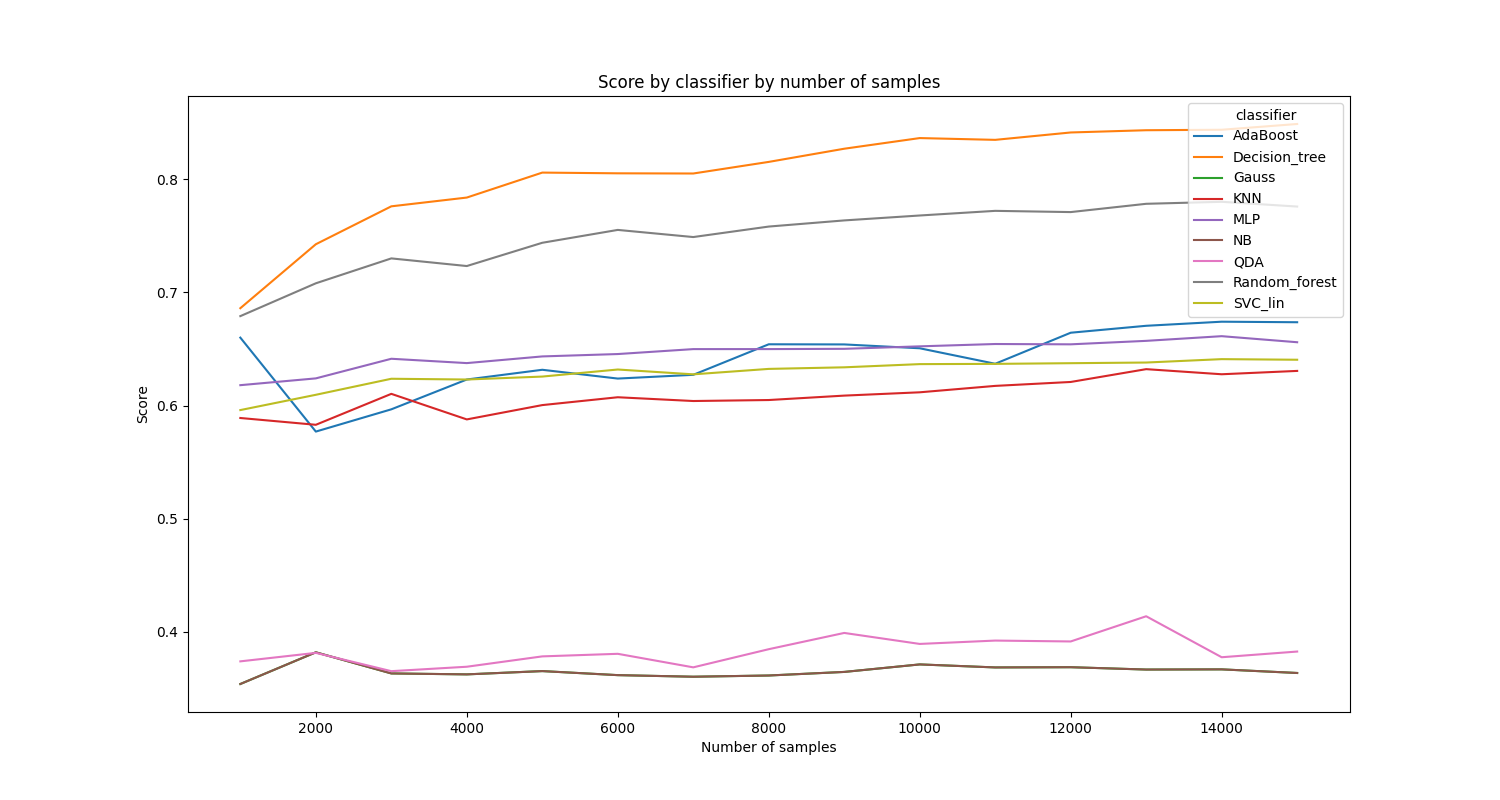 Score by classifier by number of samples
classifier
AdaBoost
Decision_tree
Gauss
KNN
MLP
NB
QDA
Random_forest
SVC_lin
Score
0.8
0.7
0.6
0.5
0.4
2000 4000 6000 8000 10000 12000 14000
Number of samples